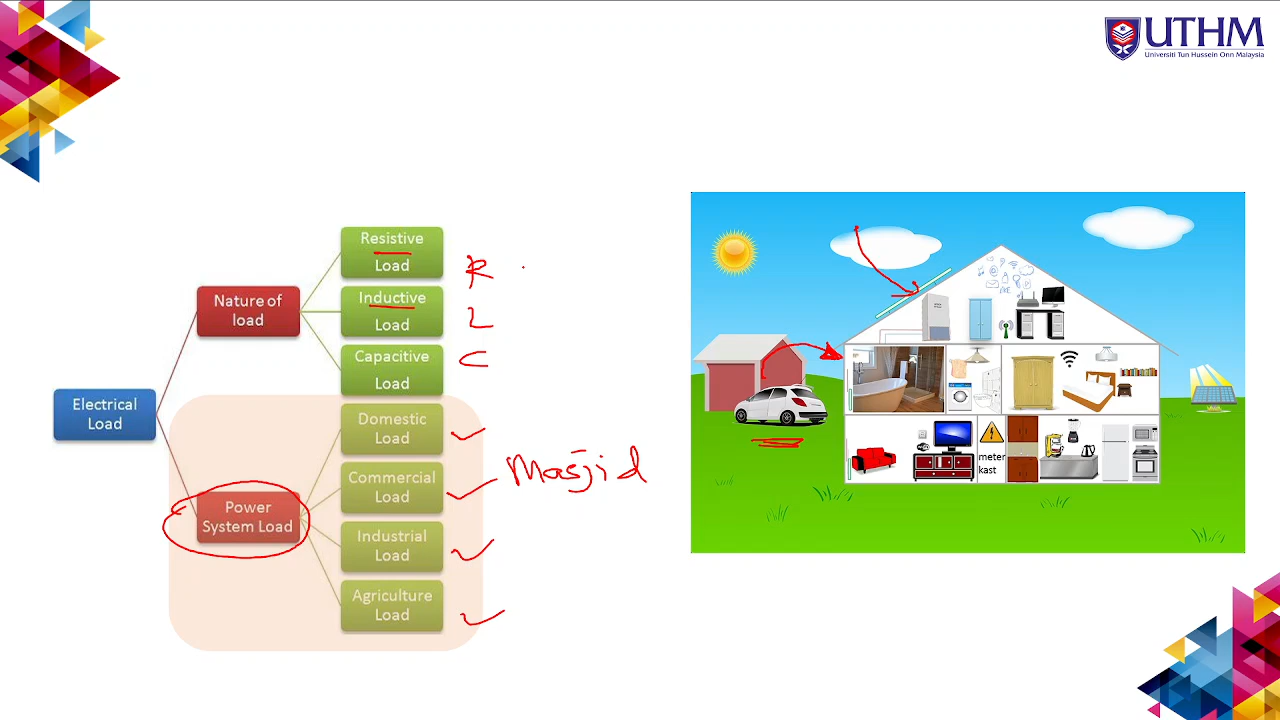 UTHM
Universiti Tun Hussein Onn Malaysia
Resistive
Load
R
Inductive
Load
L
Capacitive
Load
C
Nature of
load
Electrical
Load
Power
System Load
Domestic
Load
Commercial
Load
Masjid
Industrial
Load
Agriculture
Load
meter
kast